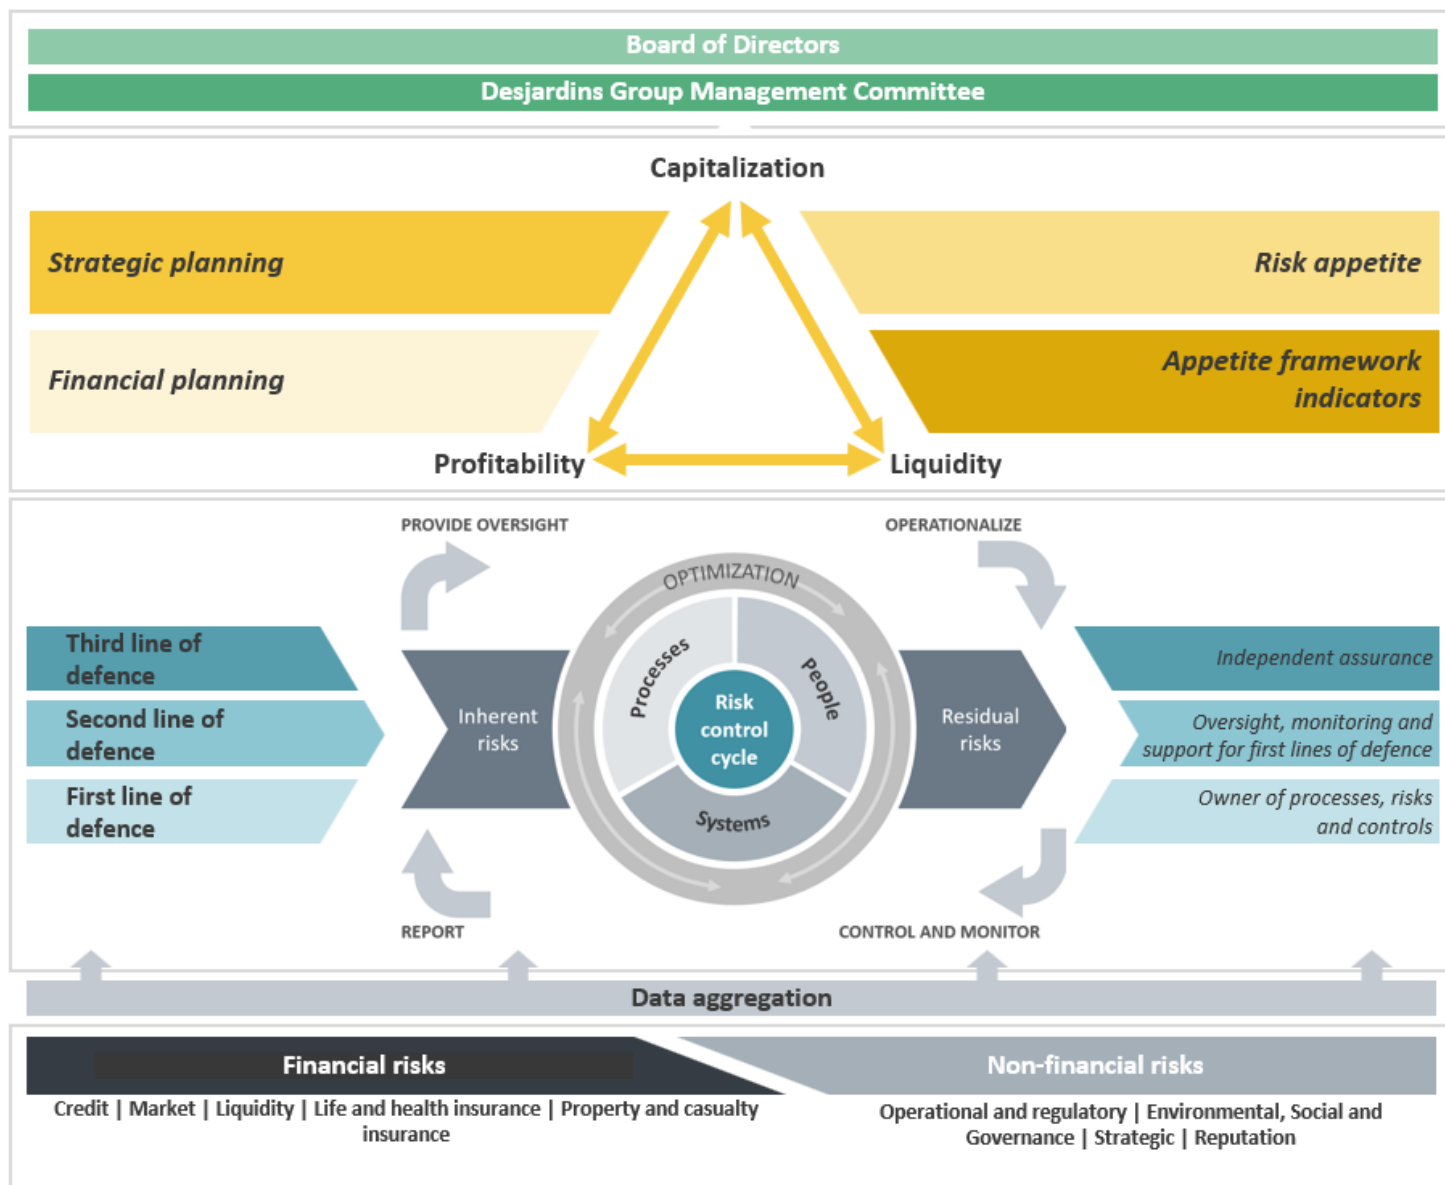 Board of Directors
Desjardins Group Management Committee
Capitalization
Strategic planning
Risk appetite
Financial planning
Appetite framework
indicators
Profitability
Liquidity
PROVIDE OVERSIGHT
OPERATIONALIZE
OPTIMIZATION
Third line of
defence
Second line of
defence
First line of
defence
Inherent
risks
Processes
People
Systems
Risk
control
cycle
Residual
risks
Independent assurance
Oversight, monitoring and
support for first lines of defence
Owner of processes, risks
and controls
REPORT
CONTROL AND MONITOR
Data aggregation
Financial risks
Non-financial risks
Credit | Market | Liquidity | Life and health insurance | Property and casualty
insurance
Operational and regulatory | Environmental, Social and
Governance | Strategic | Reputation